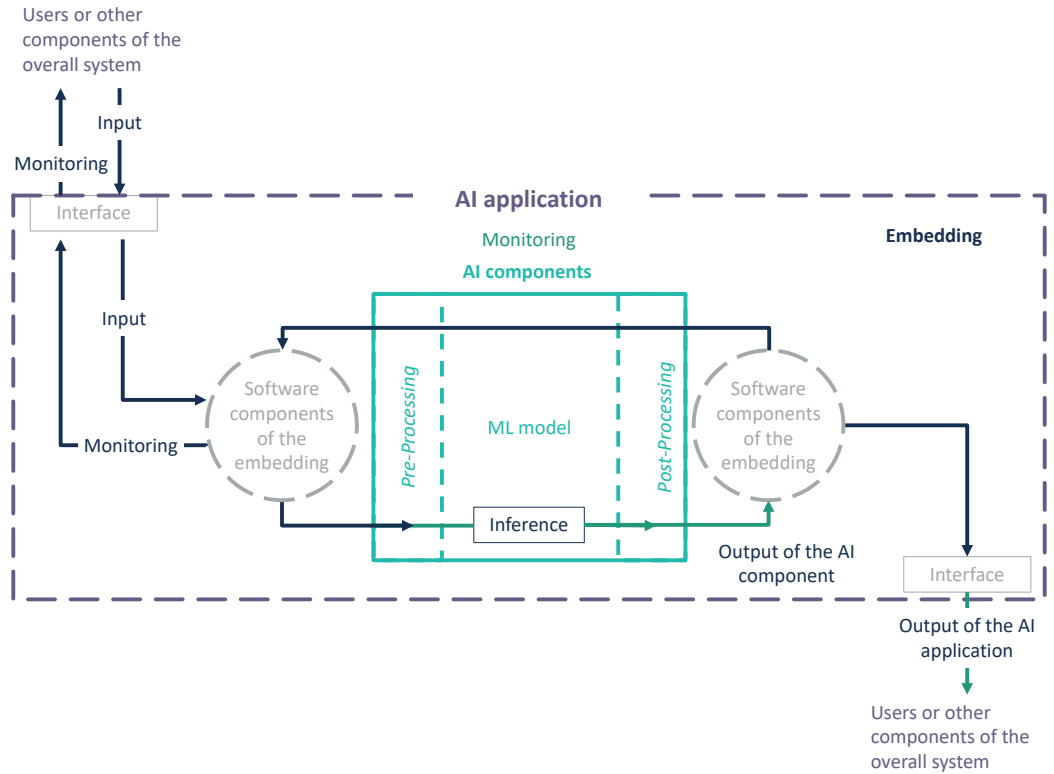 Users or other
components of the
overall system
Input
Monitoring
AI application
Interface
Monitoring
Embedding
AI components
Input
Software
components
of the
embedding
Monitoring
Pre-Processing
ML model
Post-Processing
Software
components
of the
embedding
Inference
Output of the AI
component
Interface
Output of the AI
application
Users or other
components of the
overall system